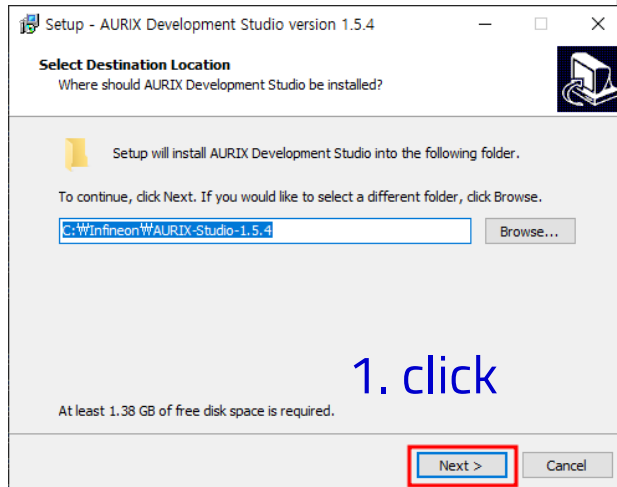 Setup - AURIX Development Studio version 1.5.4
Select Destination Location
Where should AURIX Development Studio be installed?
Setup will install AURIX Development Studio into the following folder.
To continue, click Next. If you would like to select a different folder, click Browse.
C:₩Infineon₩AURIX-Studio-1.5.4
Browse...
1. click
At least 1.38 GB of free disk space is required.
Next >
Cancel